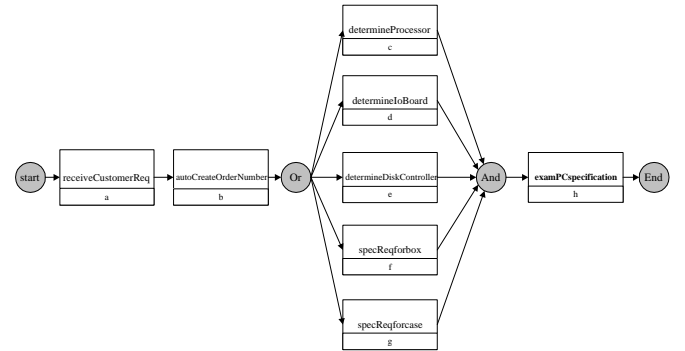 start
receiveCustomerReq
a
autoCreateOrderNumber
b
Or
determineProcessor
c
determineIoBoard
d
determineDiskController
e
specReqforbox
f
specReqforcase
g
And
examPCspecification
h
End